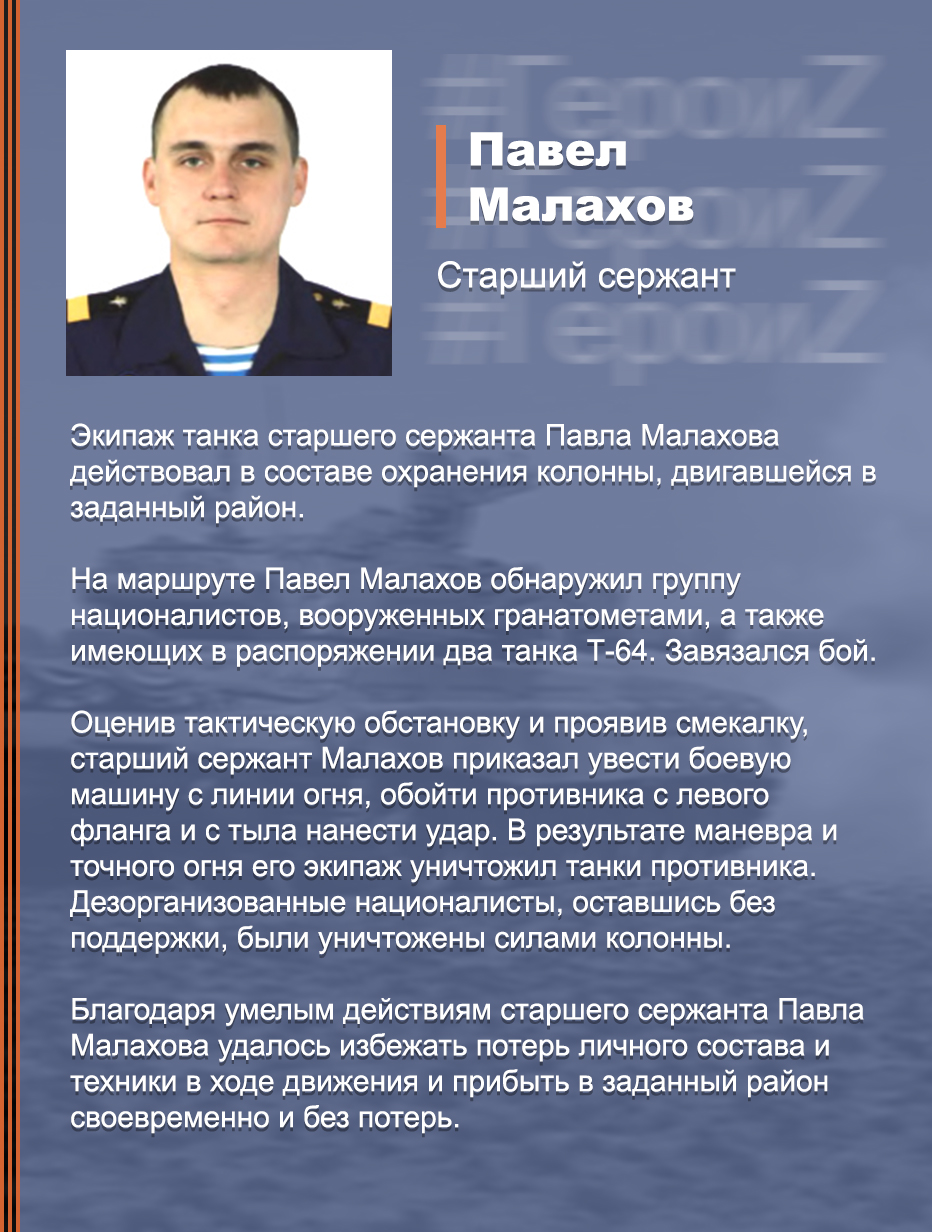 #ГероиZ
Павел
#ГероиZ
Малахов
Старший сержант
#ГероиZ
Экипаж танка старшего сержанта Павла Малахова
действовал в составе охранения колонны, двигавшейся в
заданный район.
На маршруте Павел Малахов обнаружил группу
националистов, вооруженных гранатометами, а также
имеющих в распоряжении два танка Т-64. Завязался бой.
Оценив тактическую обстановку и проявив смекалку,
старший сержант Малахов приказал увести боевую
машину с линии огня, обойти противника с левого
фланга и с тыла нанести удар. В результате маневра и
точного огня его экипаж уничтожил танки противника.
Дезорганизованные националисты, оставшись без
поддержки, были уничтожены силами колонны.
Благодаря умелым действиям старшего сержанта Павла
Малахова удалось избежать потерь личного состава и
техники в ходе движения и прибыть в заданный район
своевременно и без потерь.